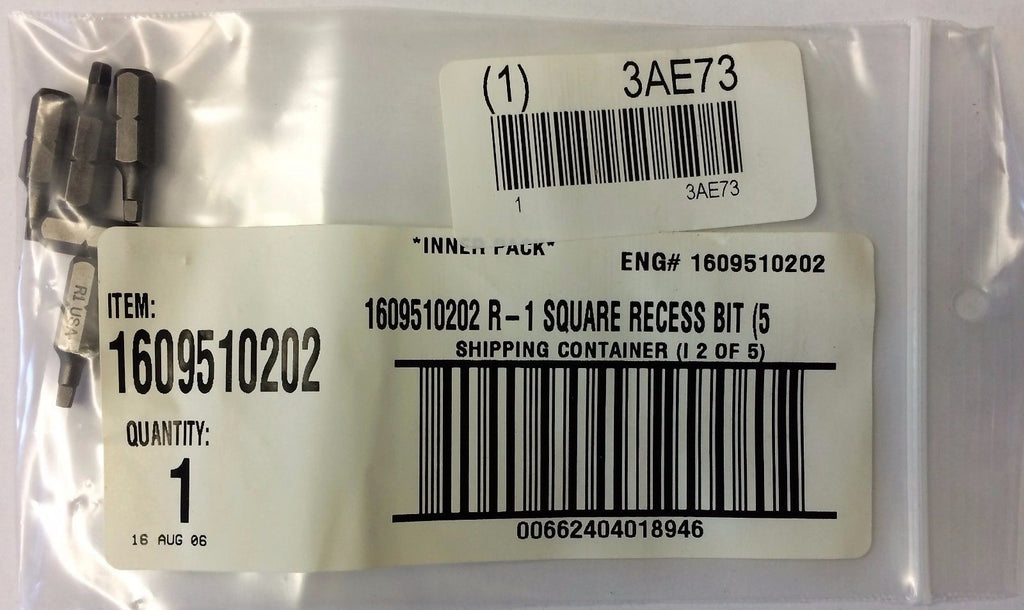 (1) 3AE73
1 3AE73
*INNER PACK*
ENG# 1609510202
ITEM:
1609510202
QUANTITY:
1
16 AUG 06
1609510202 R-1 SQUARE RECESS BIT (5
SHIPPING CONTAINER (I 2 OF 5)
00662404018946
R1 USA